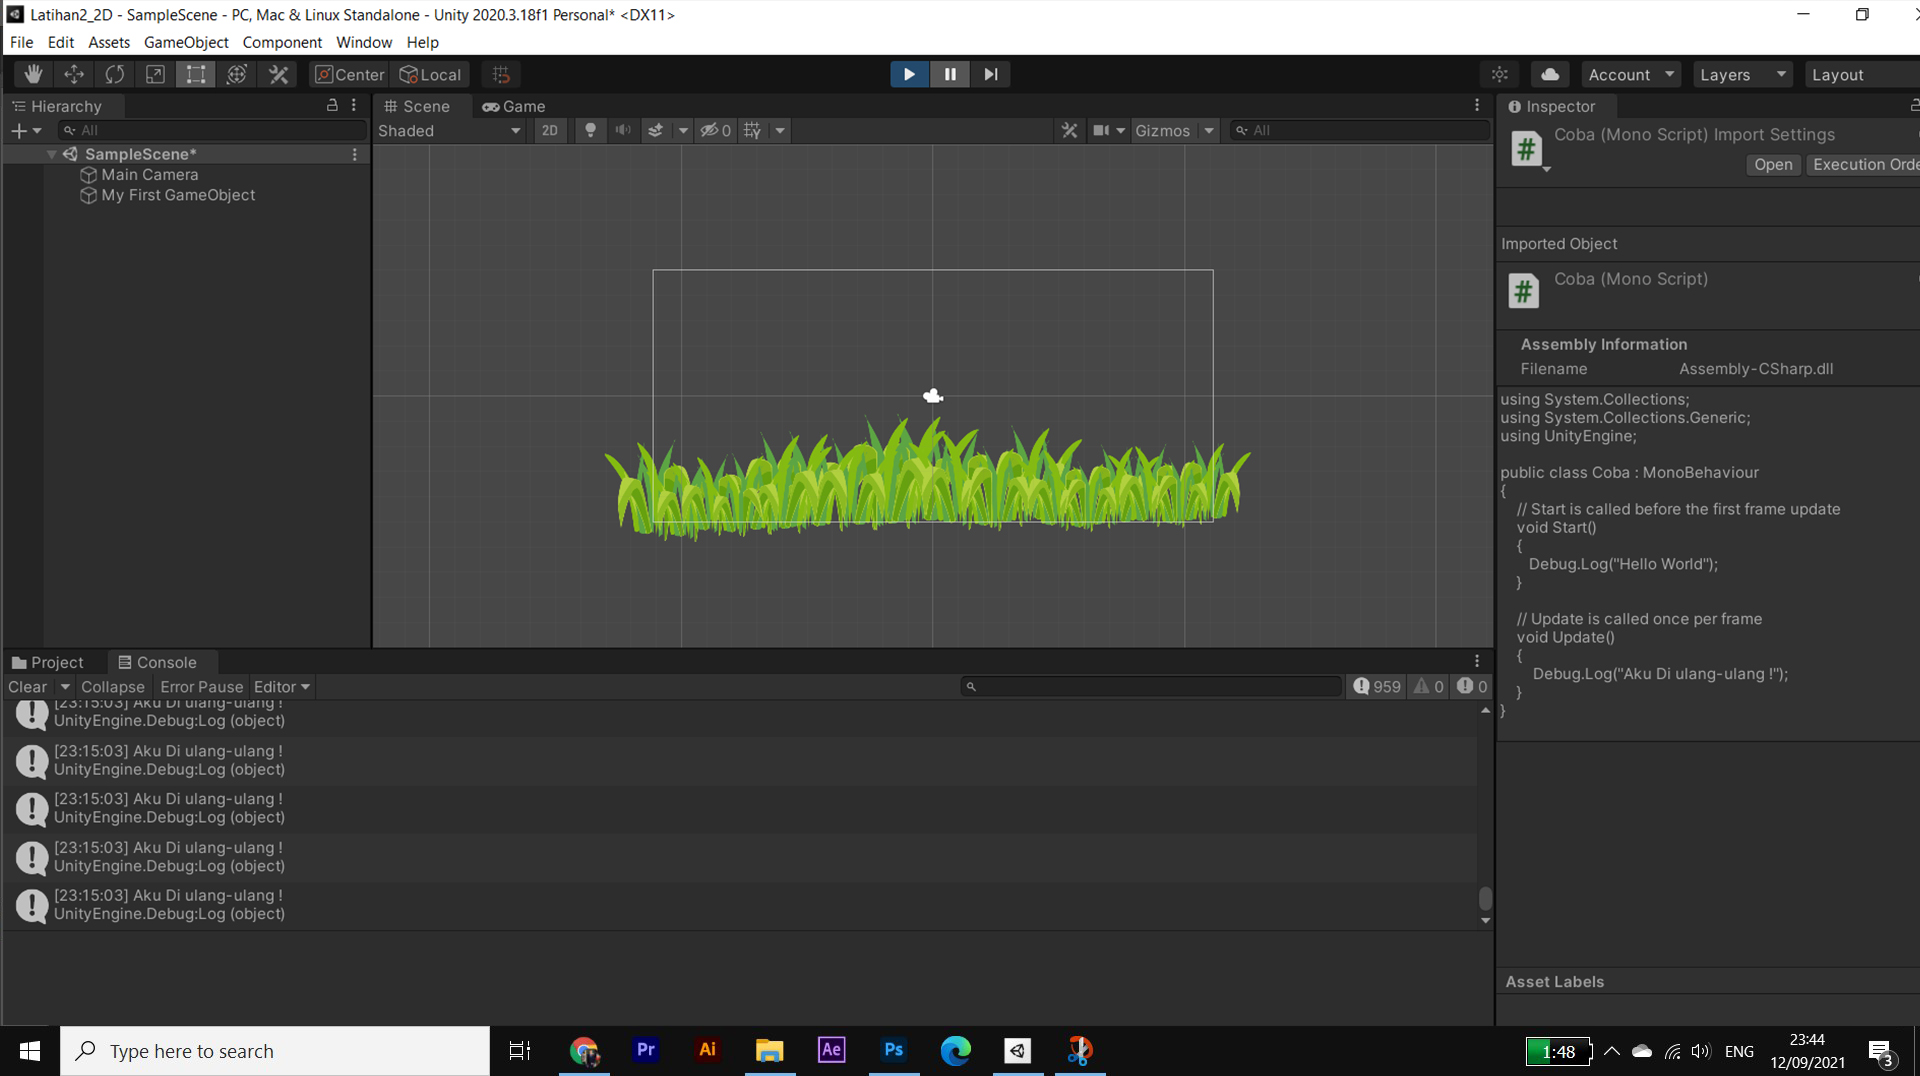 Latihan2_2D - SampleScene - PC, Mac & Linux Standalone - Unity 2020.3.18f1 Personal* <DX11>
File Edit Assets GameObject Component Window Help
Center Local Account Layers Layout
Hierarchy
All
SampleScene*
Main Camera
My First GameObject
Scene Game
Shaded 2D 0 Gizmos All
Inspector
Coba (Mono Script) Import Settings
Open Execution Orde
Imported Object
Coba (Mono Script)
Assembly Information
Filename Assembly-CSharp.dll
using System.Collections;
using System.Collections.Generic;
using UnityEngine;
public class Coba : MonoBehaviour
{
// Start is called before the first frame update
void Start()
{
Debug.Log("Hello World");
}
// Update is called once per frame
void Update()
{
Debug.Log("Aku Di ulang-ulang !");
}
}
Asset Labels
Project Console
Clear Collapse Error Pause Editor 959 0 0
[23:15:03] Aku Di ulang-ulang !
UnityEngine.Debug:Log (object)
[23:15:03] Aku Di ulang-ulang !
UnityEngine.Debug:Log (object)
[23:15:03] Aku Di ulang-ulang !
UnityEngine.Debug:Log (object)
[23:15:03] Aku Di ulang-ulang !
UnityEngine.Debug:Log (object)
[23:15:03] Aku Di ulang-ulang !
UnityEngine.Debug:Log (object)
Type here to search
Pr Ai Ae Ps
1:48 ENG
23:44
12/09/2021
3